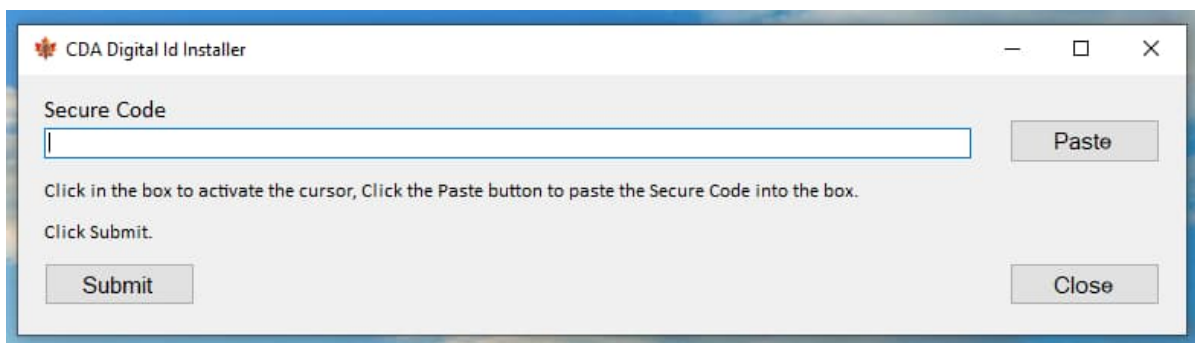 CDA Digital Id Installer
Secure Code
Paste
Click in the box to activate the cursor, Click the Paste button to paste the Secure Code into the box.
Click Submit.
Submit
Close